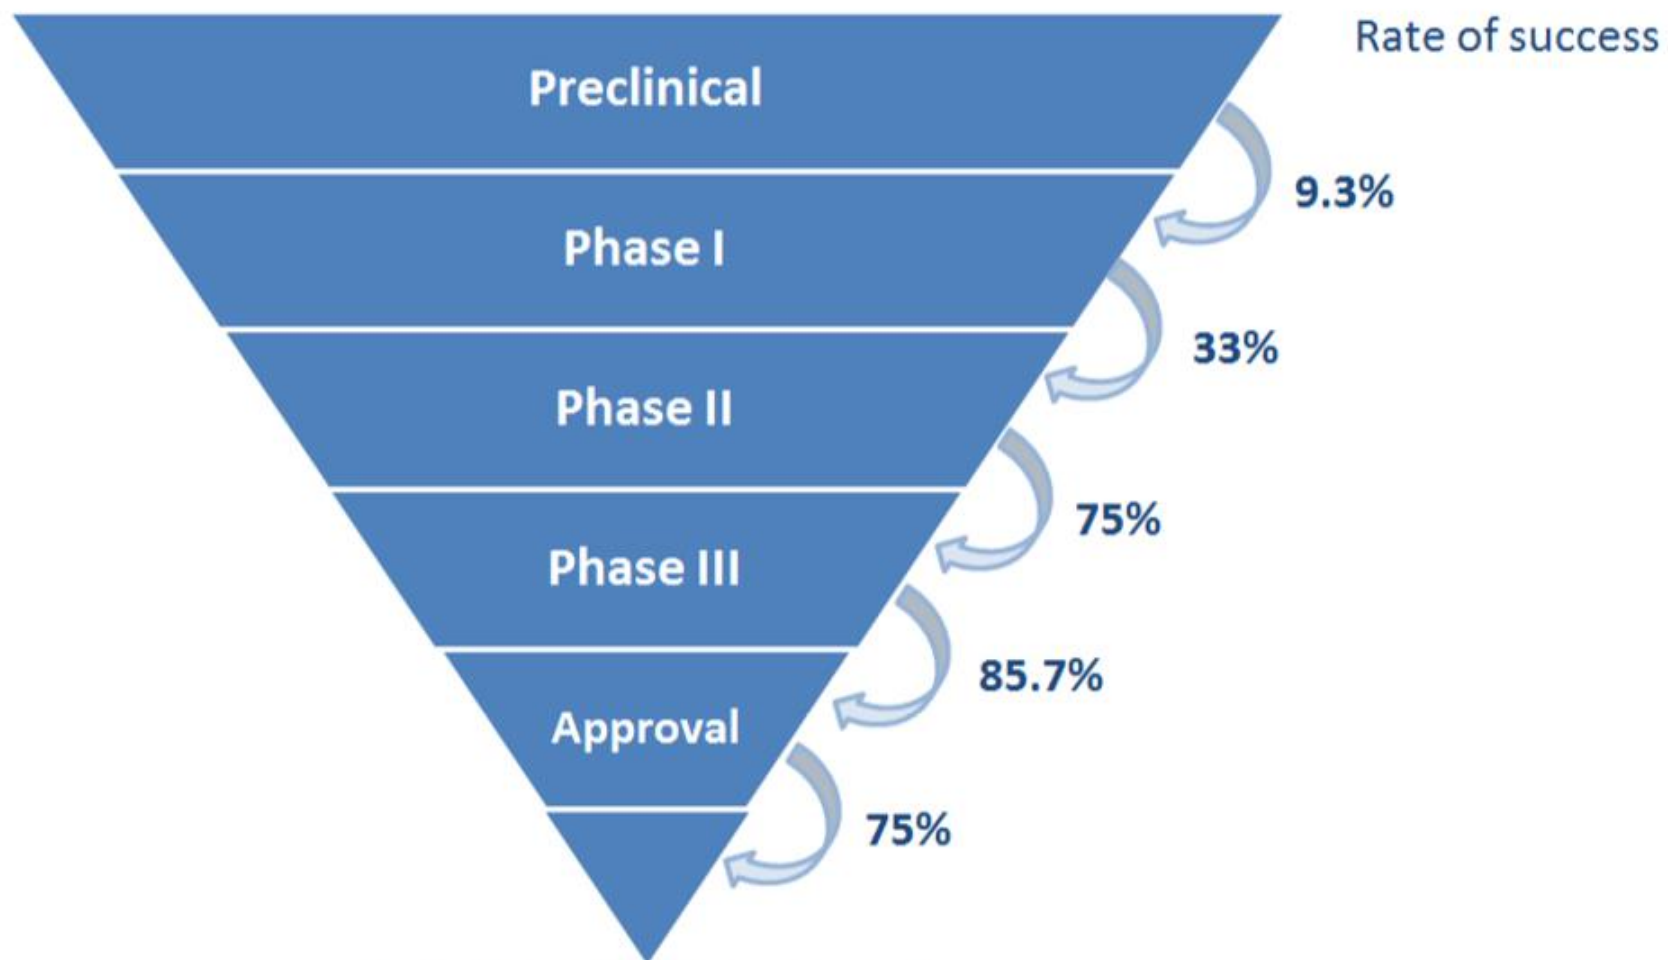 Rate of success
Preclinical
9.3%
Phase I
33%
Phase II
75%
Phase III
85.7%
Approval
75%